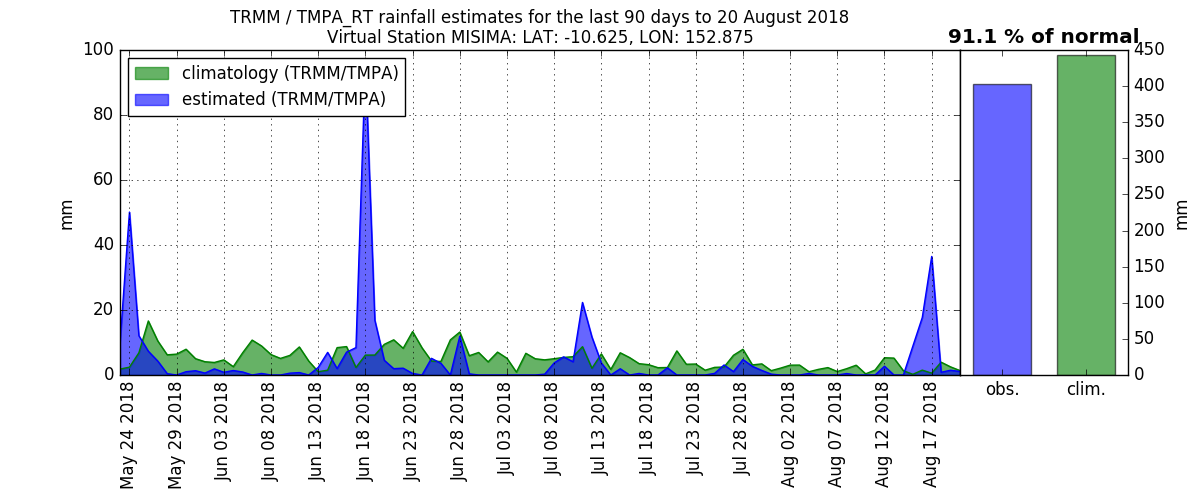 TRMM / TMPA_RT rainfall estimates for the last 90 days to 20 August 2018
Virtual Station MISIMA: LAT: -10.625, LON: 152.875
91.1 % of normal
climatology (TRMM/TMPA)
estimated (TRMM/TMPA)
100
80
60
40
20
0
mm
May 24 2018
May 29 2018
Jun 03 2018
Jun 08 2018
Jun 13 2018
Jun 18 2018
Jun 23 2018
Jun 28 2018
Jul 03 2018
Jul 08 2018
Jul 13 2018
Jul 18 2018
Jul 23 2018
Jul 28 2018
Aug 02 2018
Aug 07 2018
Aug 12 2018
Aug 17 2018
obs.
clim.
450
400
350
300
250
200
150
100
50
0
mm